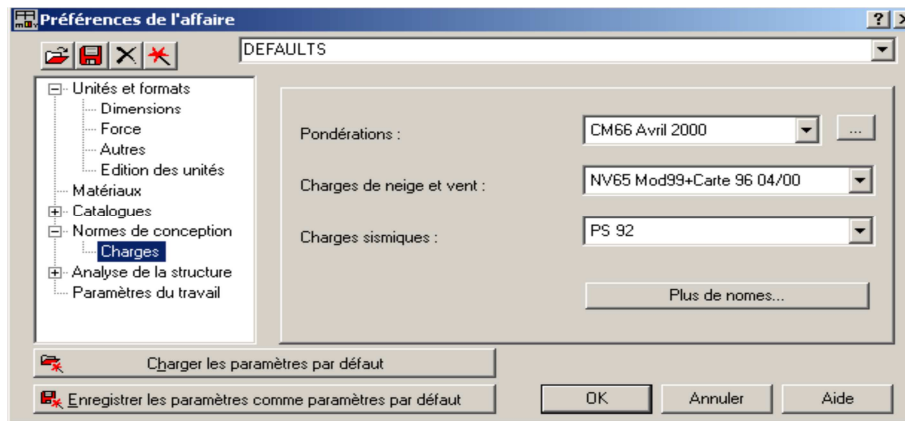 Préférences de l'affaire
DEFAULTS
Unités et formats
Dimensions
Force
Autres
Edition des unités
Matériaux
Catalogues
Normes de conception
Charges
Analyse de la structure
Paramètres du travail
Pondérations :
CM66 Avril 2000
...
Charges de neige et vent :
NV65 Mod99+Carte 96 04/00
Charges sismiques :
PS 92
Plus de nomes...
Charger les paramètres par défaut
Enregistrer les paramètres comme paramètres par défaut
OK
Annuler
Aide